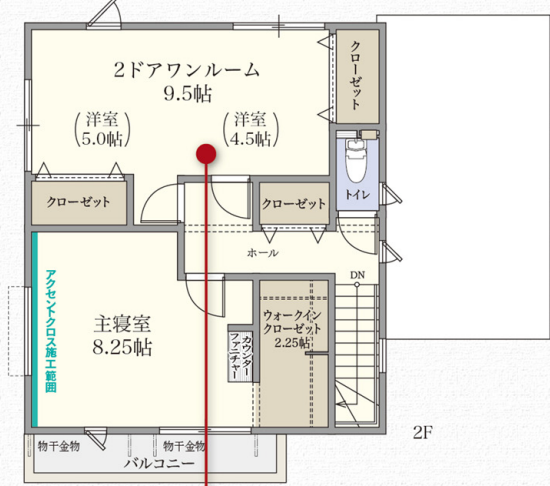 2ドアワンルーム
9.5帖
(洋室
5.0帖)
(洋室
4.5帖)
クローゼット
トイレ
クローゼット
クローゼット
ホール
DN
アクセントクロス施工範囲
主寝室
8.25帖
ウォークイン
クローゼット
2.25帖
カウンター
ファニチャー
2F
物干金物
物干金物
バルコニー